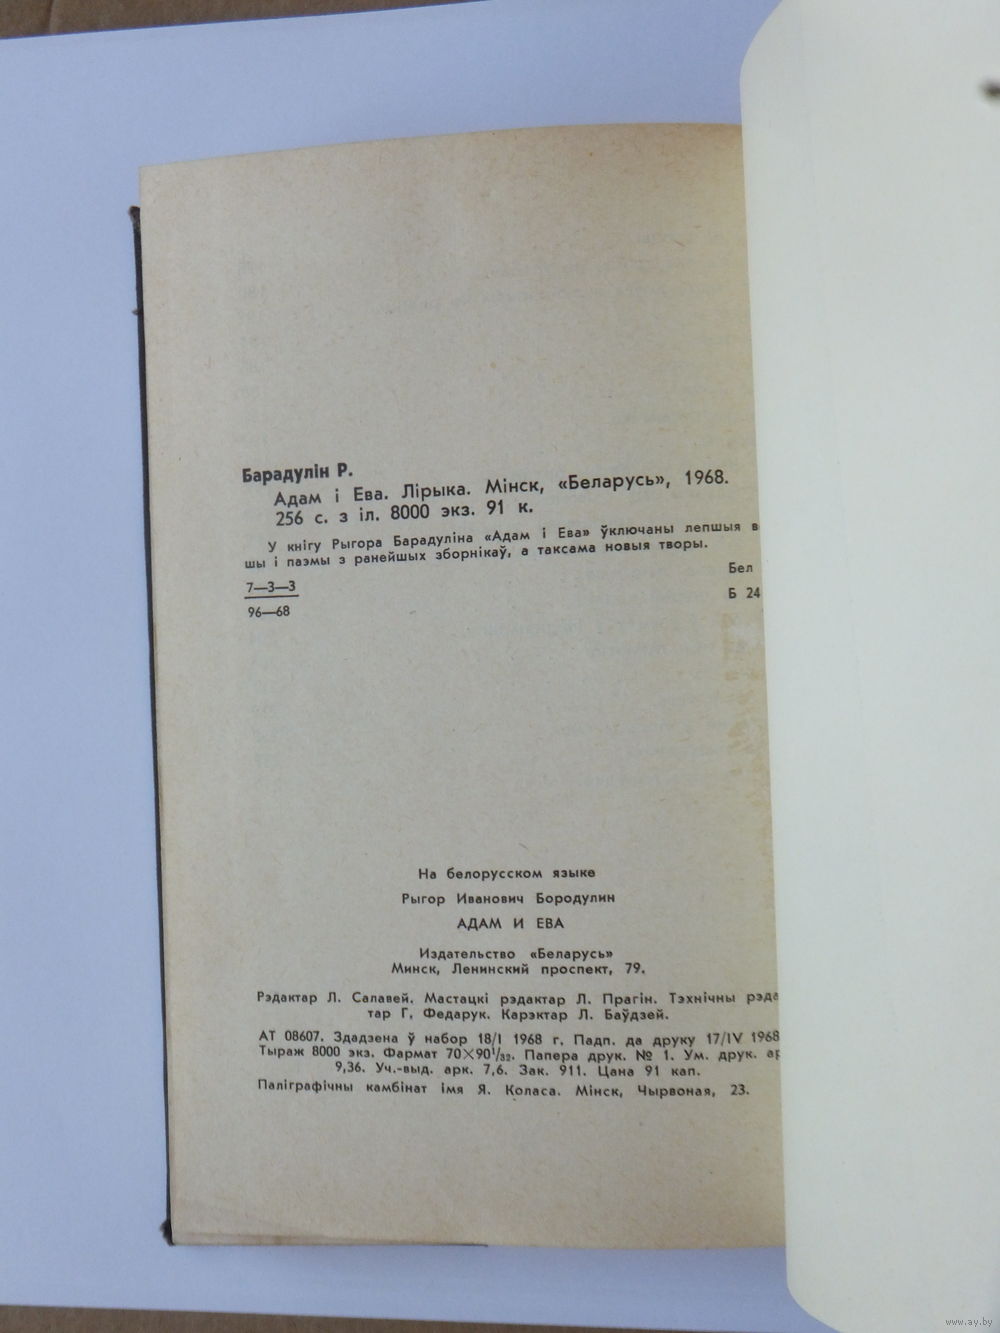 Барадулін Р.
Адам і Ева. Лірыка. Мінск, «Беларусь», 1968.
256 с. з іл. 8000 экз. 91 к.
У кнігу Рыгора Барадуліна «Адам і Ева» ўключаны лепшыя в
шы і паэмы з ранейшых зборнікаў, а таксама новыя творы.
7—3—3
96—68
Бел
Б 24
На белорусском языке
Рыгор Иванович Бородулин
АДАМ И ЕВА
Издательство «Беларусь»
Минск, Ленинский проспект, 79.
Рэдактар Л. Салавей. Мастацкі рэдактар Л. Прагін. Тэхнічны рэда
тар Г. Федарук. Карэктар Л. Баўдзей.
АТ 08607. Здадзена ў набор 18/I 1968 г. Падп. да друку 17/IV 1968
Тыраж 8000 экз. Фармат 70×90¹/₃₂. Папера друк. № 1. Ум. друк. ар
9,36. Уч.-выд. арк. 7,6. Зак. 911. Цана 91 кап.
Паліграфічны камбінат імя Я. Коласа. Мінск, Чырвоная, 23.
www.ay.by